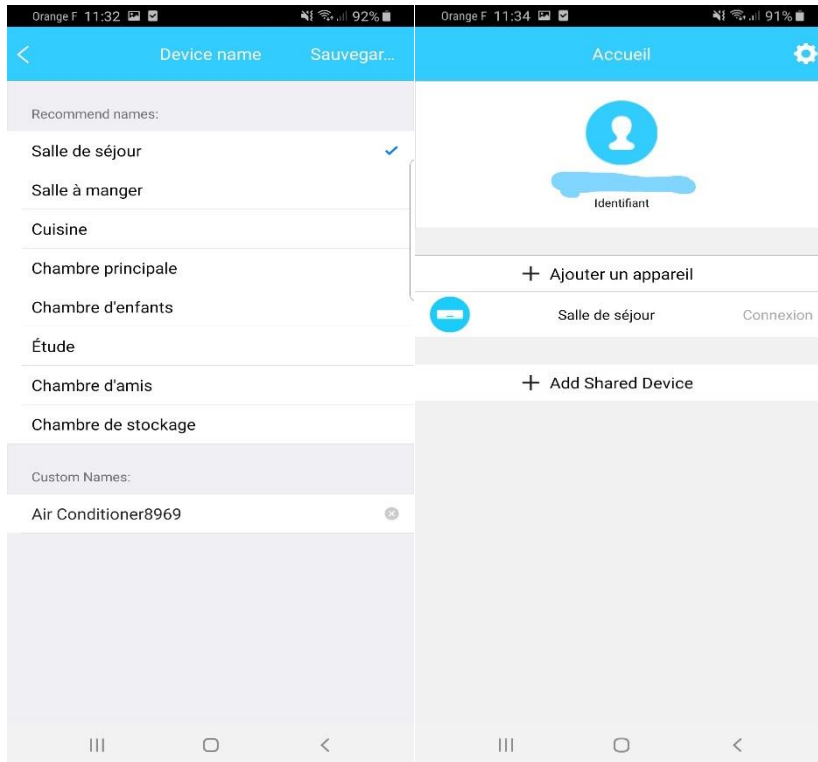 Orange F 11:32 92%
Device name Sauvegar...
Recommend names:
Salle de séjour
Salle à manger
Cuisine
Chambre principale
Chambre d'enfants
Étude
Chambre d'amis
Chambre de stockage
Custom Names:
Air Conditioner8969
Orange F 11:34 91%
Accueil
Identifiant
+ Ajouter un appareil
Salle de séjour Connexion
+ Add Shared Device